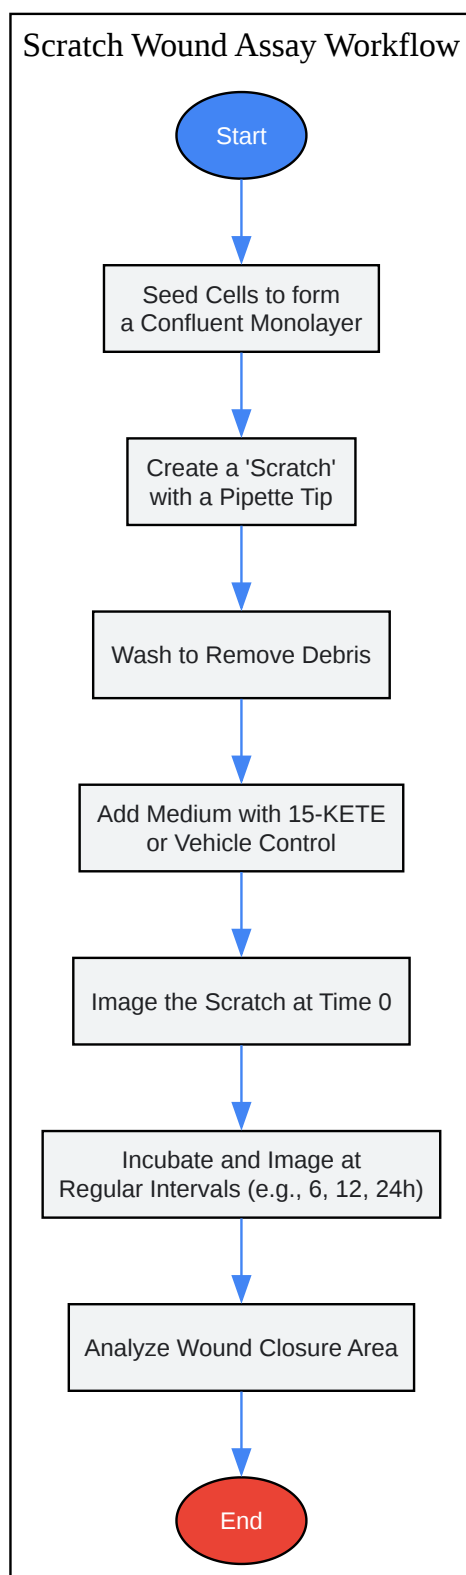 Scratch Wound Assay Workflow
Start
Seed Cells to form
a Confluent Monolayer
Create a 'Scratch'
with a Pipette Tip
Wash to Remove Debris
Add Medium with 15-KETE
or Vehicle Control
Image the Scratch at Time 0
Incubate and Image at
Regular Intervals (e.g., 6, 12, 24h)
Analyze Wound Closure Area
End